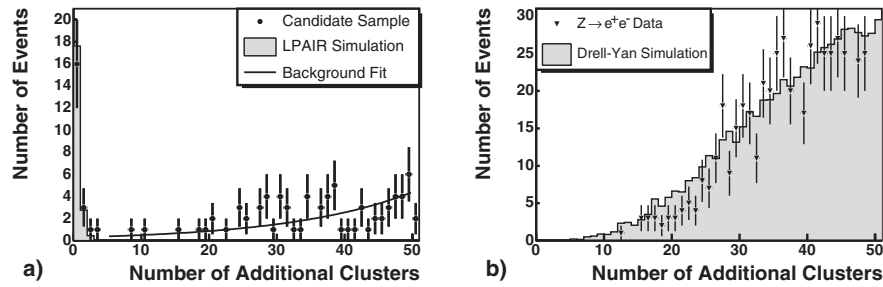 Number of Events
20
18
16
14
12
10
8
6
4
2
0
Candidate Sample
LPAIR Simulation
Background Fit
0 10 20 30 40 50
Number of Additional Clusters
a)
Number of Events
30
25
20
15
10
5
0
Z→e⁺e⁻ Data
Drell-Yan Simulation
0 10 20 30 40 50
Number of Additional Clusters
b)